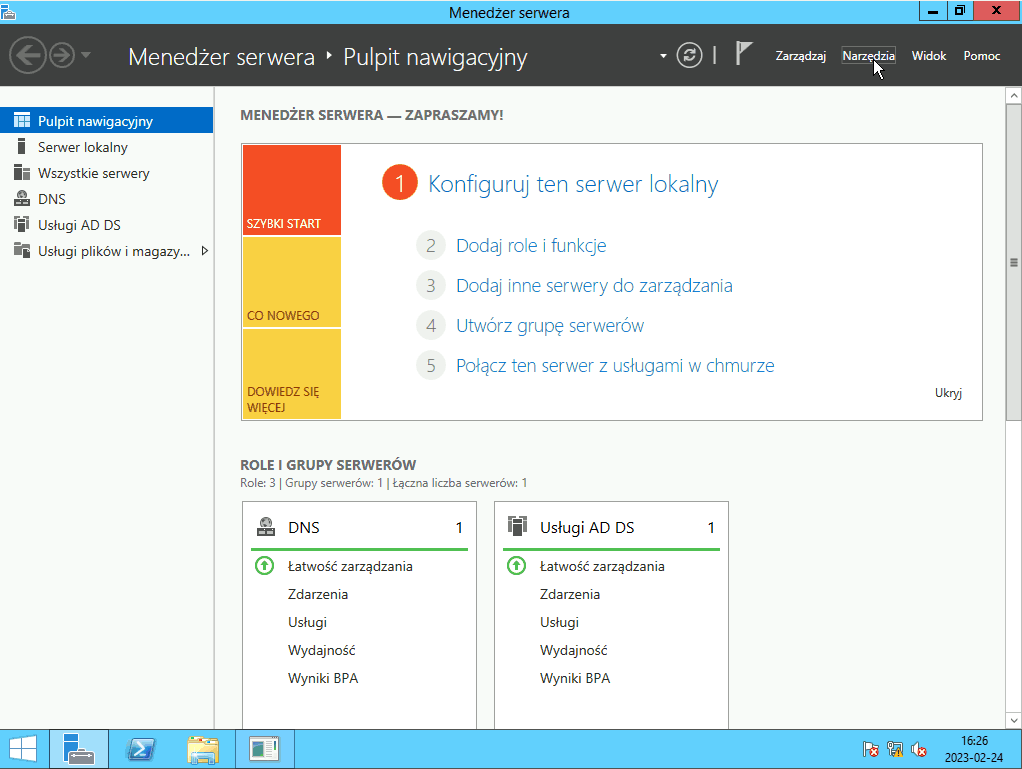 Menedżer serwera
Menedżer serwera ‣ Pulpit nawigacyjny
Zarządzaj Narzędzia Widok Pomoc
Pulpit nawigacyjny
Serwer lokalny
Wszystkie serwery
DNS
Usługi AD DS
Usługi plików i magazy...
MENEDŻER SERWERA — ZAPRASZAMY!
SZYBKI START
CO NOWEGO
DOWIEDZ SIĘ
WIĘCEJ
1 Konfiguruj ten serwer lokalny
2 Dodaj role i funkcje
3 Dodaj inne serwery do zarządzania
4 Utwórz grupę serwerów
5 Połącz ten serwer z usługami w chmurze
Ukryj
ROLE I GRUPY SERWERÓW
Role: 3 | Grupy serwerów: 1 | Łączna liczba serwerów: 1
DNS 1
Łatwość zarządzania
Zdarzenia
Usługi
Wydajność
Wyniki BPA
Usługi AD DS 1
Łatwość zarządzania
Zdarzenia
Usługi
Wydajność
Wyniki BPA
16:26
2023-02-24